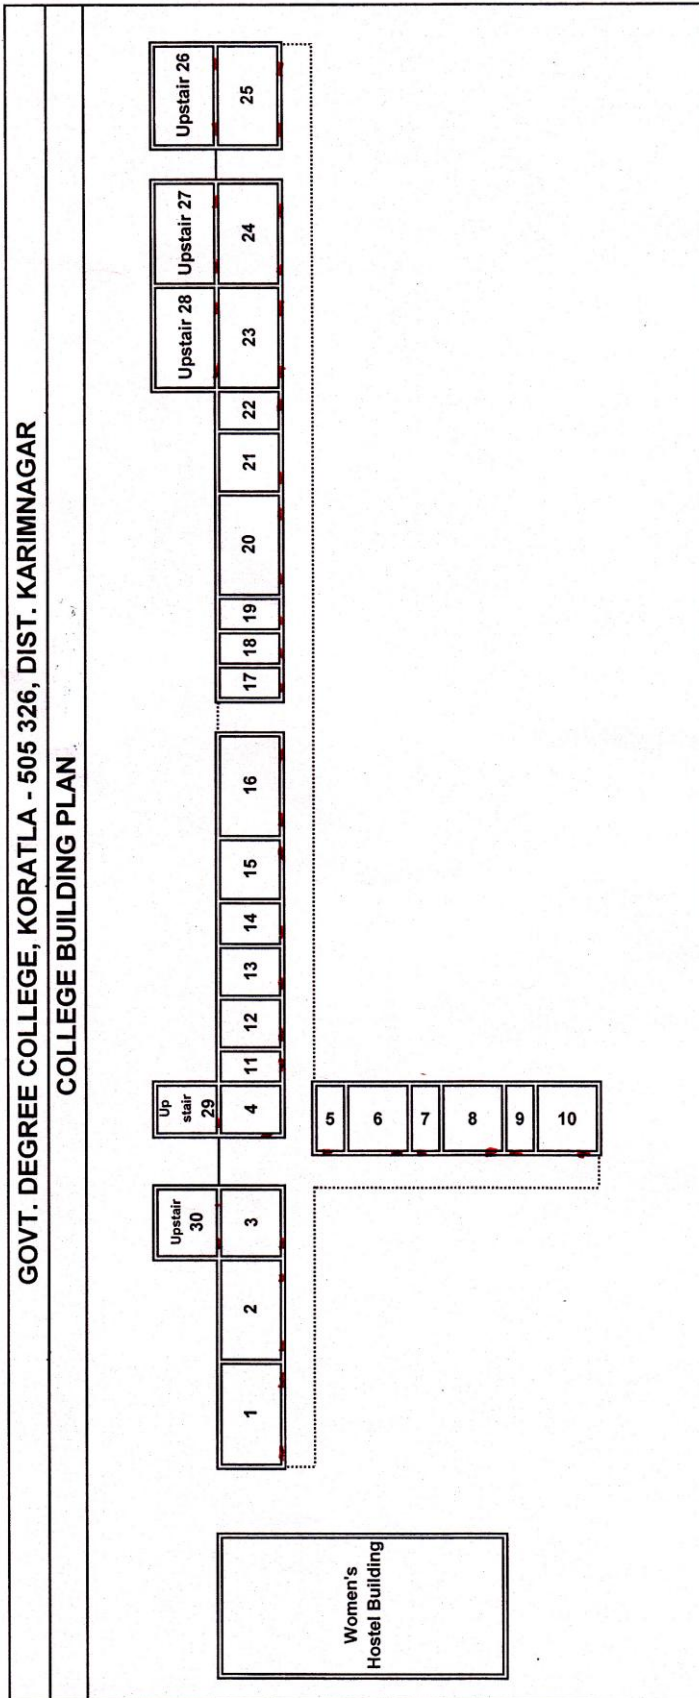 GOVT. DEGREE COLLEGE, KORATLA - 505 326, DIST. KARIMNAGAR
COLLEGE BUILDING PLAN
Upstair
30
Up
stair
29
Upstair 28
Upstair 27
Upstair 26
Women's
Hostel Building
1
2
3
4
11
12
13
14
15
16
17
18
19
20
21
22
23
24
25
5
6
7
8
9
10